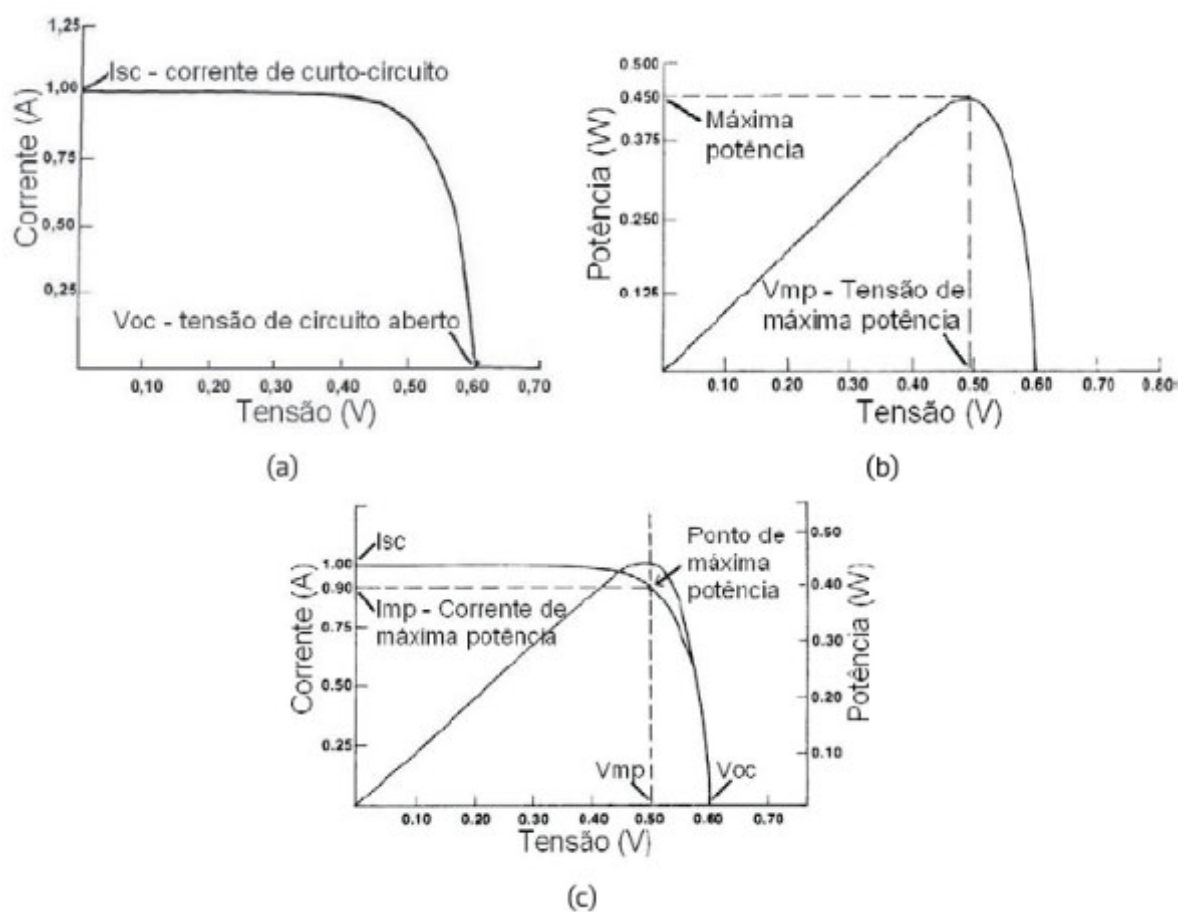 1,25
Isc - corrente de curto-circuito
1,00
0,75
0,50
0,25
Corrente (A)
Voc - tensão de circuito aberto
0,10 0,20 0,30 0,40 0,50 0,60 0,70
Tensão (V)
(a)
0.500
0.450
0.375
0.250
0.125
Potência (W)
Máxima
potência
Vmp - Tensão de
máxima potência
0.10 0.20 0.30 0.40 0.50 0.60 0.70 0.80
Tensão (V)
(b)
Isc
1.00
0.90
0.75
0.50
0.25
Corrente (A)
Imp - Corrente de
máxima potência
Ponto de
máxima
potência
0.50
0.40
0.30
0.20
0.10
Potência (W)
Vmp
Voc
0.10 0.20 0.30 0.40 0.50 0.60 0.70
Tensão (V)
(c)